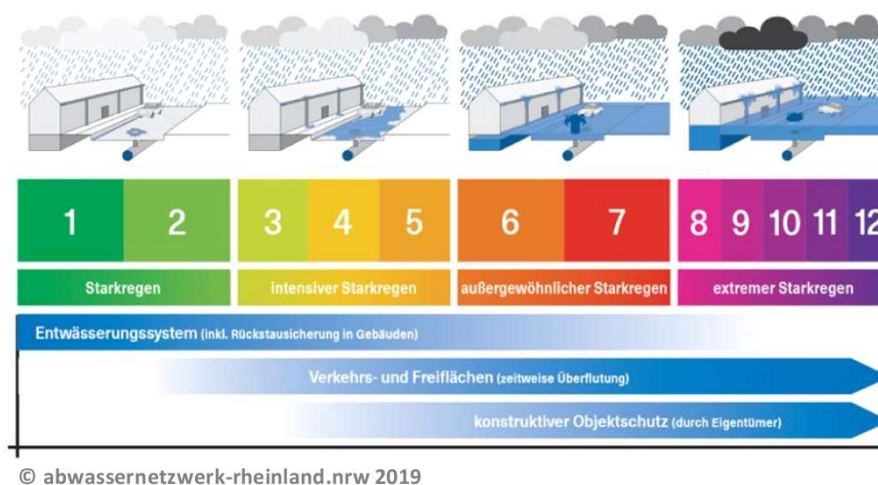 1 2 3 4 5 6 7 8 9 10 11 12
Starkregen intensiver Starkregen außergewöhnlicher Starkregen extremer Starkregen
Entwässerungssystem (inkl. Rückstausicherung in Gebäuden)
Verkehrs- und Freiflächen (zeitweise Überflutung)
konstruktiver Objektschutz (durch Eigentümer)
© abwassernetzwerk-rheinland.nrw 2019